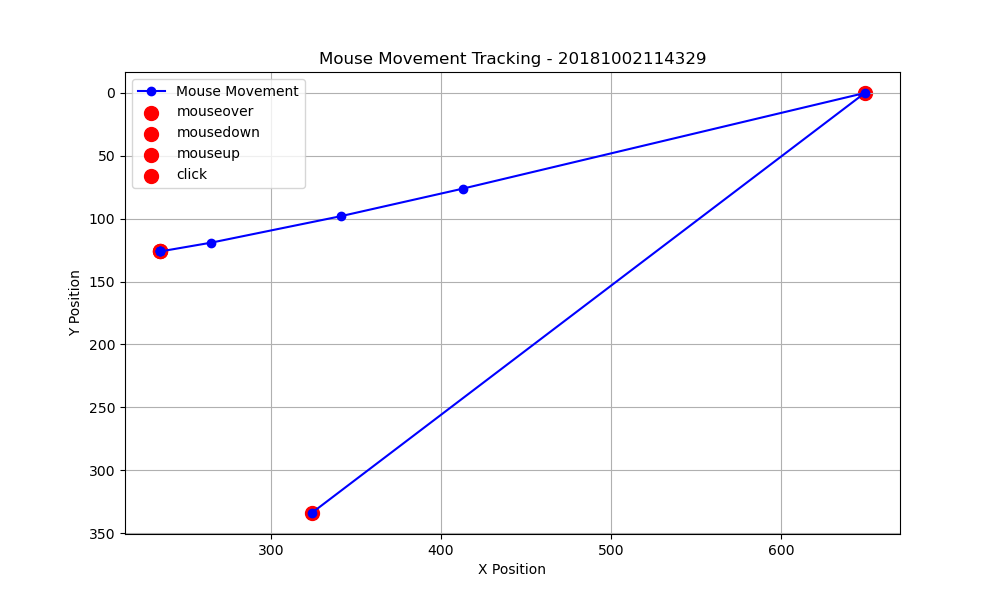 Mouse Movement Tracking - 20181002114329
Mouse Movement
mouseover
mousedown
mouseup
click
0
50
100
150
200
250
300
350
Y Position
300 400 500 600
X Position